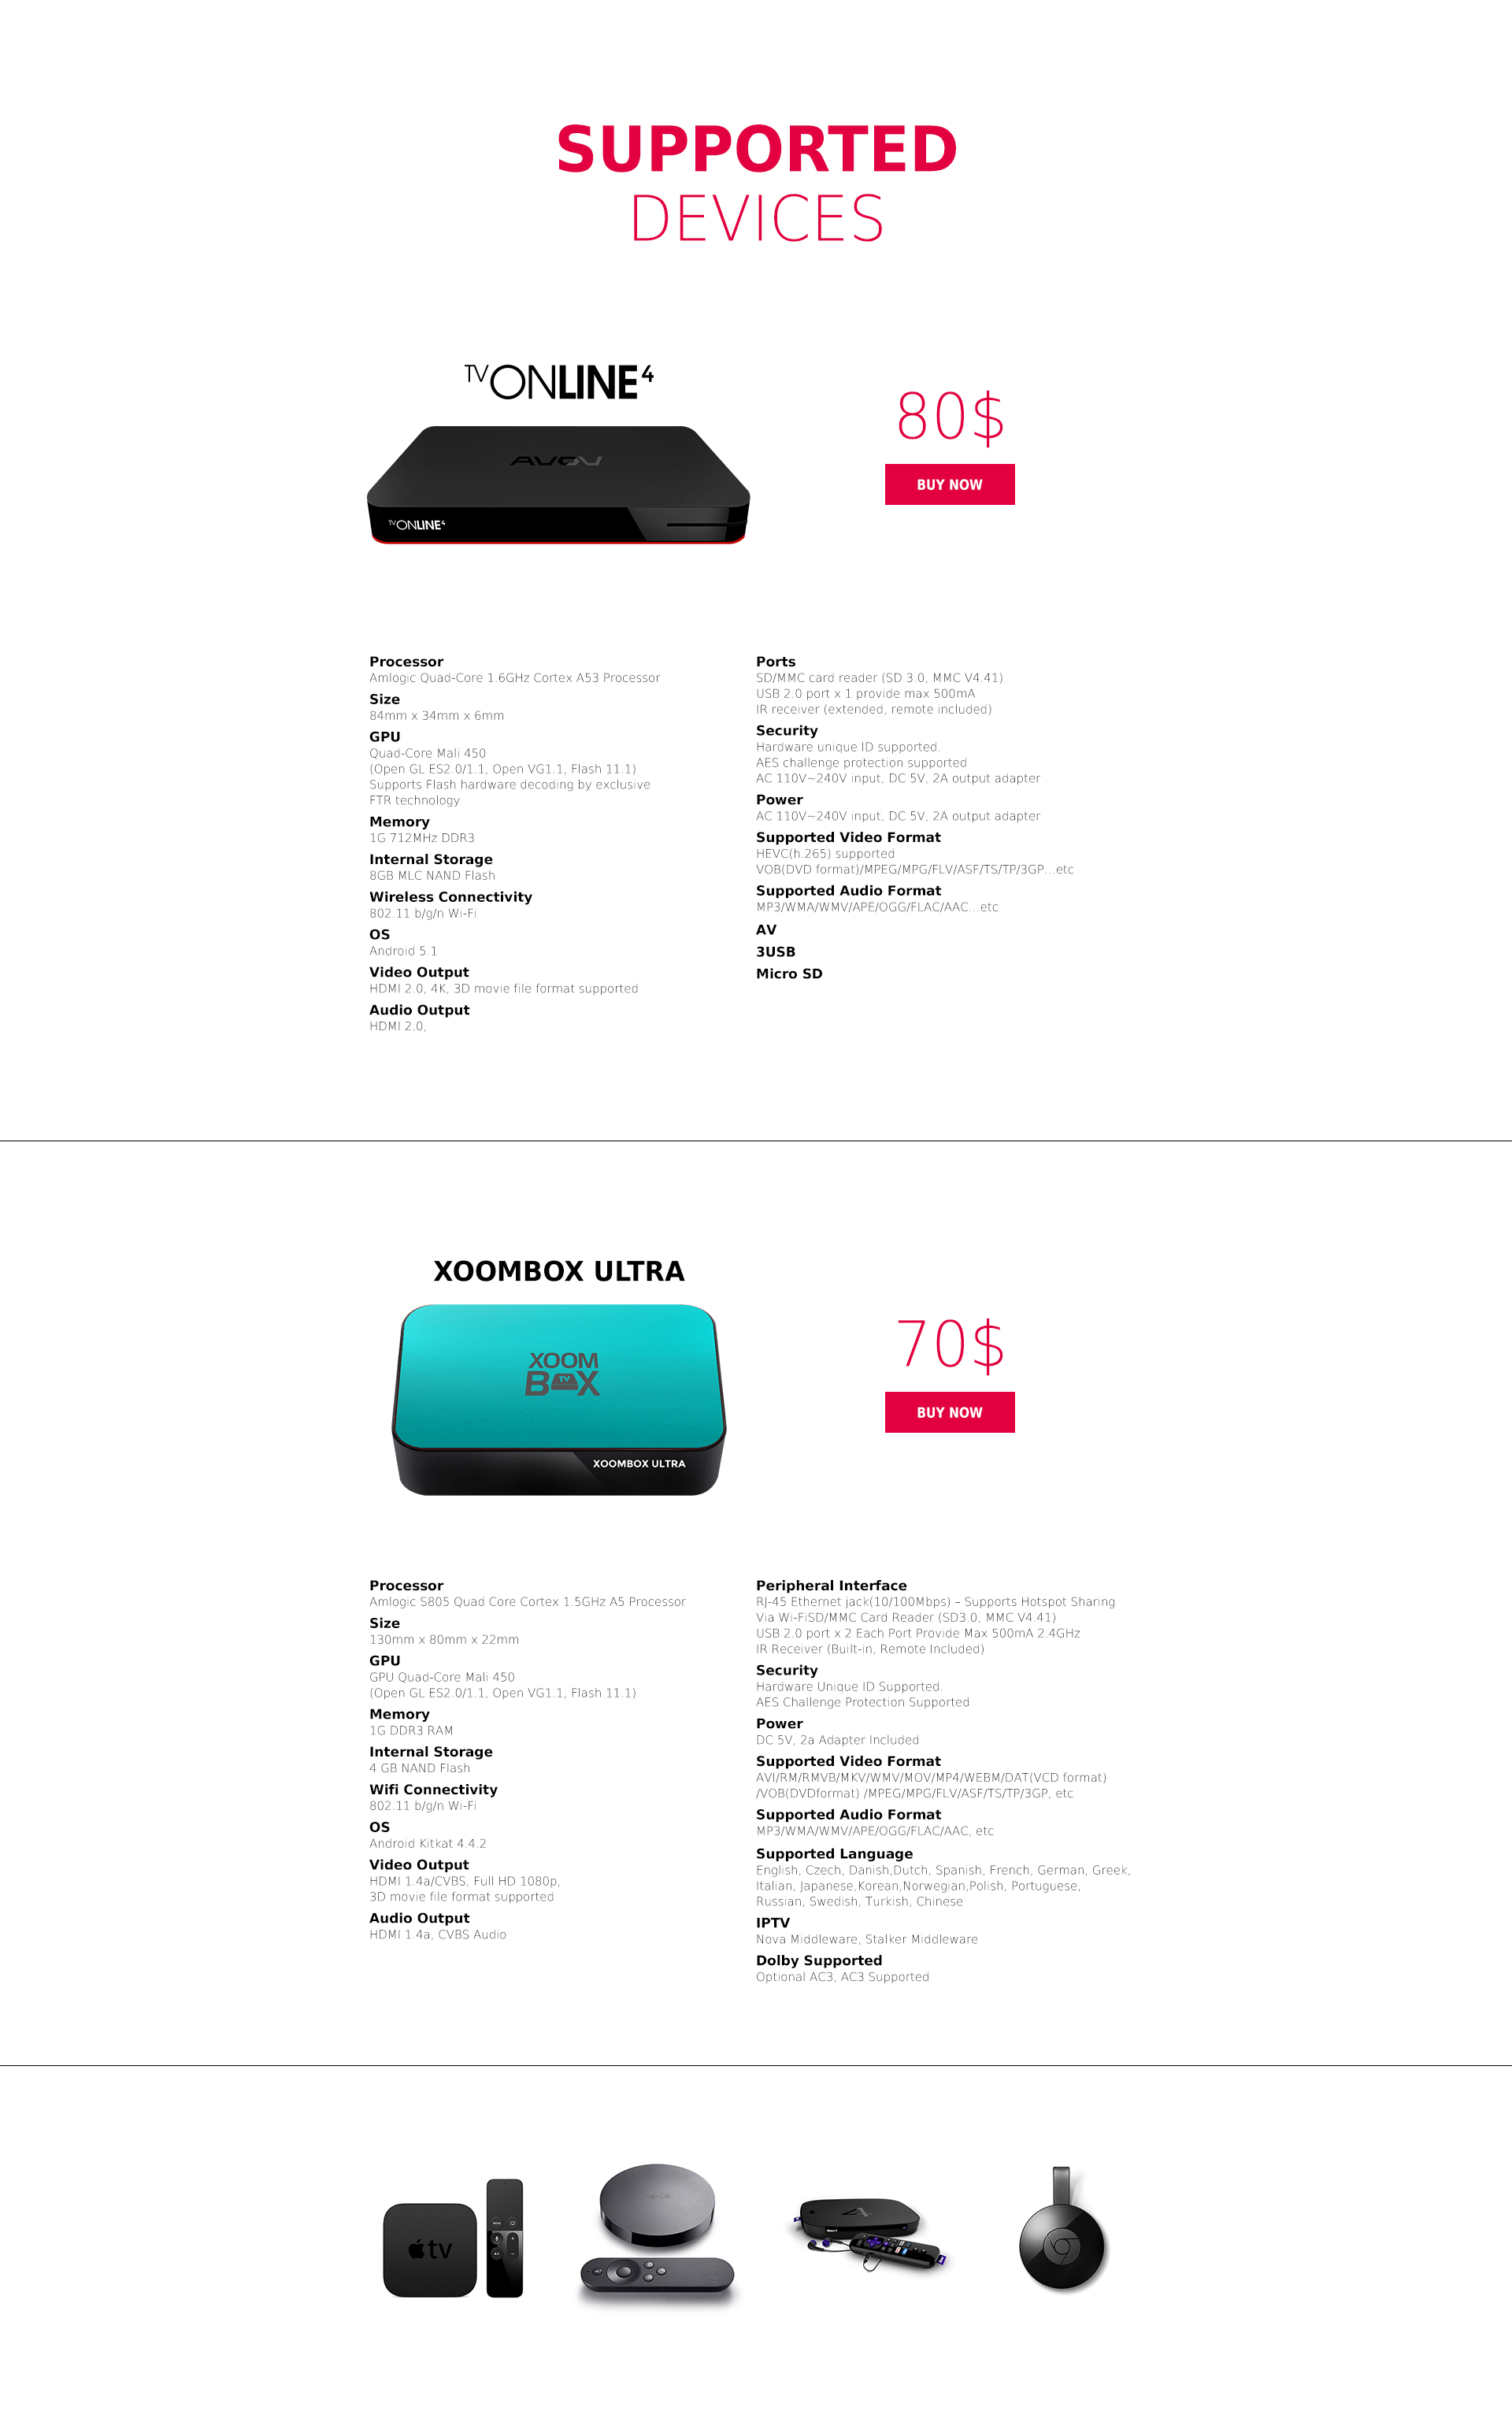 SUPPORTED
DEVICES
TVONLINE4
80$
AVOV
BUY NOW
TVONLINE4
Processor
Amlogic Quad-Core 1.6GHz Cortex A53 Processor
Size
84mm x 34mm x 6mm
GPU
Quad-Core Mali 450
(Open GL ES2.0/1.1, Open VG1.1, Flash 11.1)
Supports Flash hardware decoding by exclusive
FTR technology
Memory
1G 712MHz DDR3
Internal Storage
8GB MLC NAND Flash
Wireless Connectivity
802.11 b/g/n Wi-Fi
OS
Android 5.1
Video Output
HDMI 2.0, 4K, 3D movie file format supported
Audio Output
HDMI 2.0,
Ports
SD/MMC card reader (SD 3.0, MMC V4.41)
USB 2.0 port x 1 provide max 500mA
IR receiver (extended, remote included)
Security
Hardware unique ID supported.
AES challenge protection supported
AC 110V~240V input, DC 5V, 2A output adapter
Power
AC 110V~240V input, DC 5V, 2A output adapter
Supported Video Format
HEVC(h.265) supported
VOB(DVD format)/MPEG/MPG/FLV/ASF/TS/TP/3GP...etc
Supported Audio Format
MP3/WMA/WMV/APE/OGG/FLAC/AAC...etc
AV
3USB
Micro SD
XOOMBOX ULTRA
70$
XOOM
BOX
TV
BUY NOW
XOOMBOX ULTRA
Processor
Amlogic S805 Quad Core Cortex 1.5GHz A5 Processor
Size
130mm x 80mm x 22mm
GPU
GPU Quad-Core Mali 450
(Open GL ES2.0/1.1, Open VG1.1, Flash 11.1)
Memory
1G DDR3 RAM
Internal Storage
4 GB NAND Flash
Wifi Connectivity
802.11 b/g/n Wi-Fi
OS
Android Kitkat 4.4.2
Video Output
HDMI 1.4a/CVBS, Full HD 1080p,
3D movie file format supported
Audio Output
HDMI 1.4a, CVBS Audio
Peripheral Interface
RJ-45 Ethernet jack(10/100Mbps) – Supports Hotspot Sharing
Via Wi-FiSD/MMC Card Reader (SD3.0, MMC V4.41)
USB 2.0 port x 2 Each Port Provide Max 500mA 2.4GHz
IR Receiver (Built-in, Remote Included)
Security
Hardware Unique ID Supported.
AES Challenge Protection Supported
Power
DC 5V, 2a Adapter Included
Supported Video Format
AVI/RM/RMVB/MKV/WMV/MOV/MP4/WEBM/DAT(VCD format)
/VOB(DVDformat) /MPEG/MPG/FLV/ASF/TS/TP/3GP, etc
Supported Audio Format
MP3/WMA/WMV/APE/OGG/FLAC/AAC, etc
Supported Language
English, Czech, Danish,Dutch, Spanish, French, German, Greek,
Italian, Japanese,Korean,Norwegian,Polish, Portuguese,
Russian, Swedish, Turkish, Chinese
IPTV
Nova Middleware, Stalker Middleware
Dolby Supported
Optional AC3, AC3 Supported
tv
MENU
nexus
4